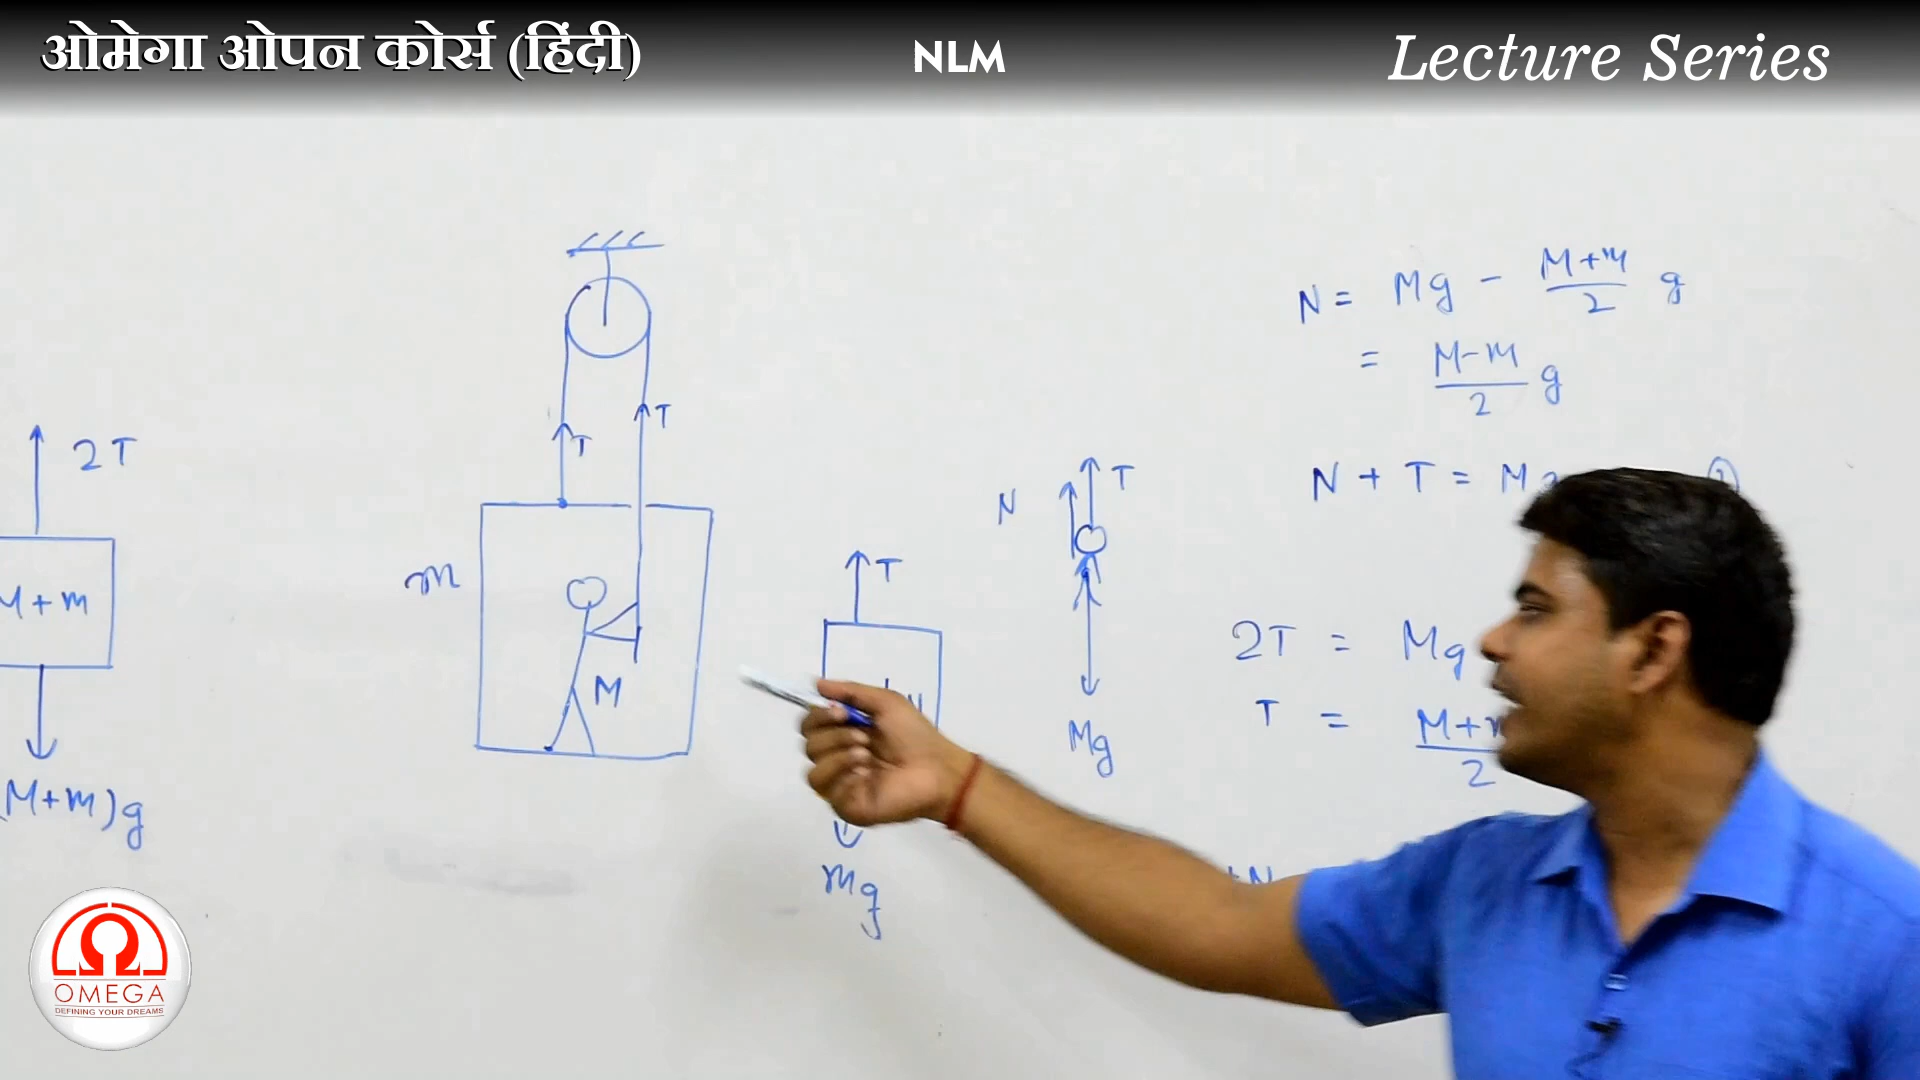 ओमेगा ओपन कोर्स (हिंदी)
NLM
Lecture Series
2T
M+m
(M+m)g
T
T
m
M
T
mg
N
T
Mg
N = Mg - M+m/2 g
= M-m/2 g
N + T = M
2T = Mg
T = M+m/2
+N
OMEGA
DEFINING YOUR DREAMS